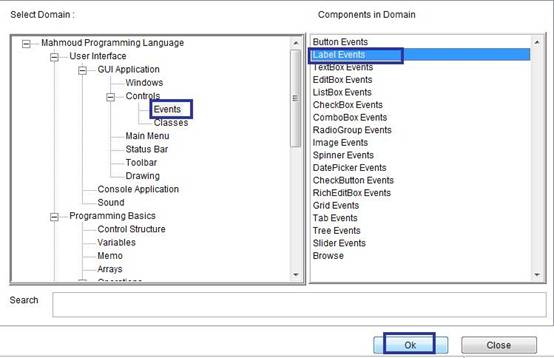 Select Domain :
Mahmoud Programming Language
User Interface
GUI Application
Windows
Controls
Events
Classes
Main Menu
Status Bar
Toolbar
Drawing
Console Application
Sound
Programming Basics
Control Structure
Variables
Memo
Arrays
Components in Domain
Button Events
Label Events
TextBox Events
EditBox Events
ListBox Events
CheckBox Events
ComboBox Events
RadioGroup Events
Image Events
Spinner Events
DatePicker Events
CheckButton Events
RichEditBox Events
Grid Events
Tab Events
Tree Events
Slider Events
Browse
Search
Ok
Close